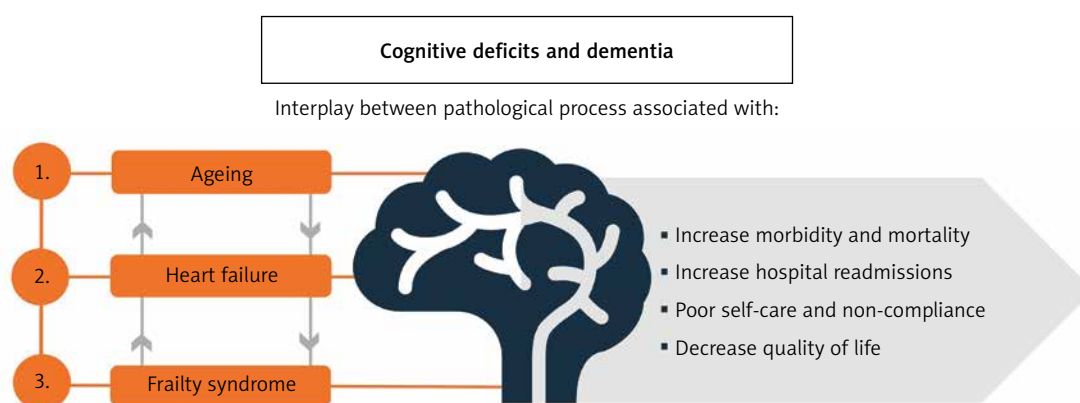 Cognitive deficits and dementia
Interplay between pathological process associated with:
1.
Ageing
2.
Heart failure
3.
Frailty syndrome
▪ Increase morbidity and mortality
▪ Increase hospital readmissions
▪ Poor self-care and non-compliance
▪ Decrease quality of life